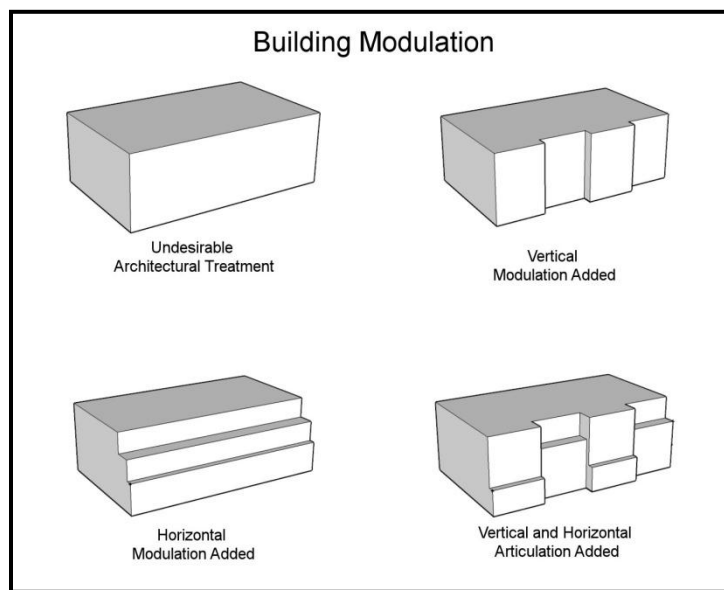 Building Modulation
Undesirable
Architectural Treatment
Vertical
Modulation Added
Horizontal
Modulation Added
Vertical and Horizontal
Articulation Added